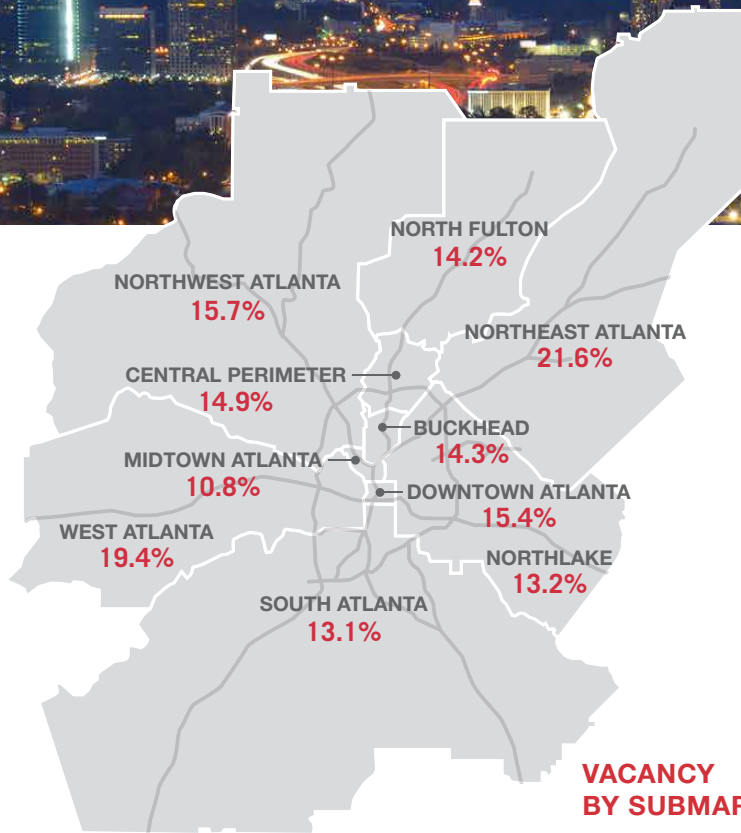 NORTH FULTON
14.2%
NORTHWEST ATLANTA
15.7%
NORTHEAST ATLANTA
21.6%
CENTRAL PERIMETER
14.9%
BUCKHEAD
14.3%
MIDTOWN ATLANTA
10.8%
DOWNTOWN ATLANTA
15.4%
WEST ATLANTA
19.4%
NORTHLAKE
13.2%
SOUTH ATLANTA
13.1%
VACANCY
BY